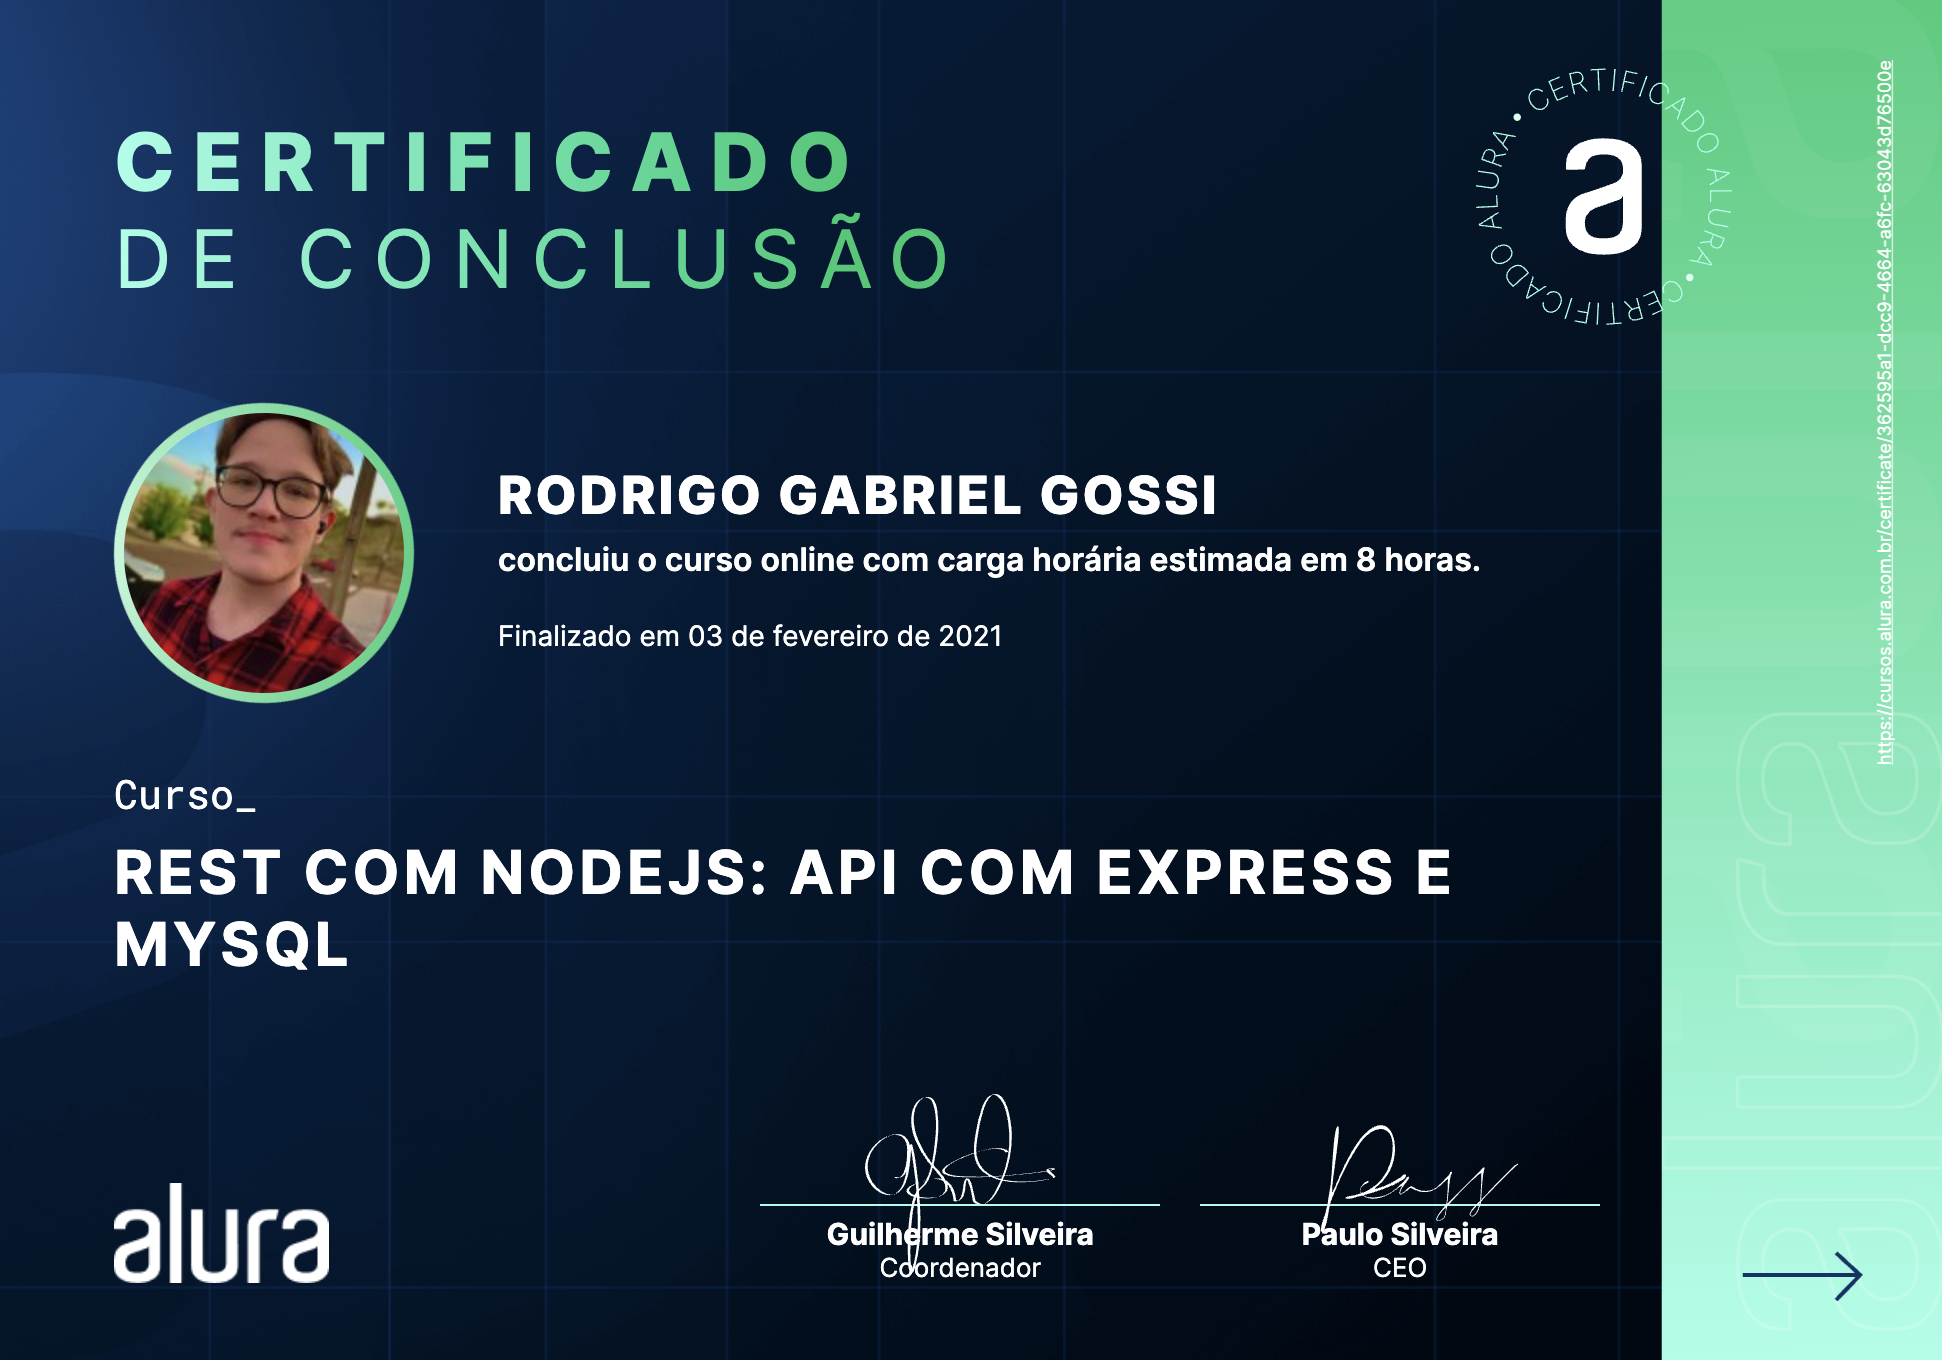 CERTIFICADO
DE CONCLUSÃO
CERTIFICADO ALURA • CERTIFICADO ALURA •
a
https://cursos.alura.com.br/certificate/362595a1-dcc9-4664-a6fc-63043d76500e
RODRIGO GABRIEL GOSSI
concluiu o curso online com carga horária estimada em 8 horas.
Finalizado em 03 de fevereiro de 2021
Curso_
REST COM NODEJS: API COM EXPRESS E
MYSQL
alura
Guilherme Silveira
Coordenador
Paulo Silveira
CEO
alura